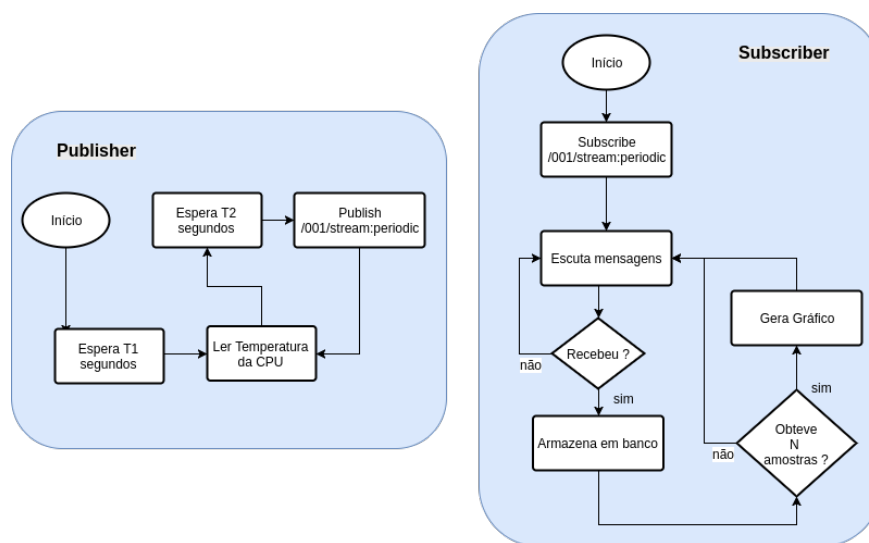 Publisher
Início
Espera T2
segundos
Publish
/001/stream:periodic
Espera T1
segundos
Ler Temperatura
da CPU
Subscriber
Início
Subscribe
/001/stream:periodic
Escuta mensagens
Gera Gráfico
Recebeu ?
não
sim
sim
Armazena em banco
Obteve
N
amostras ?
não